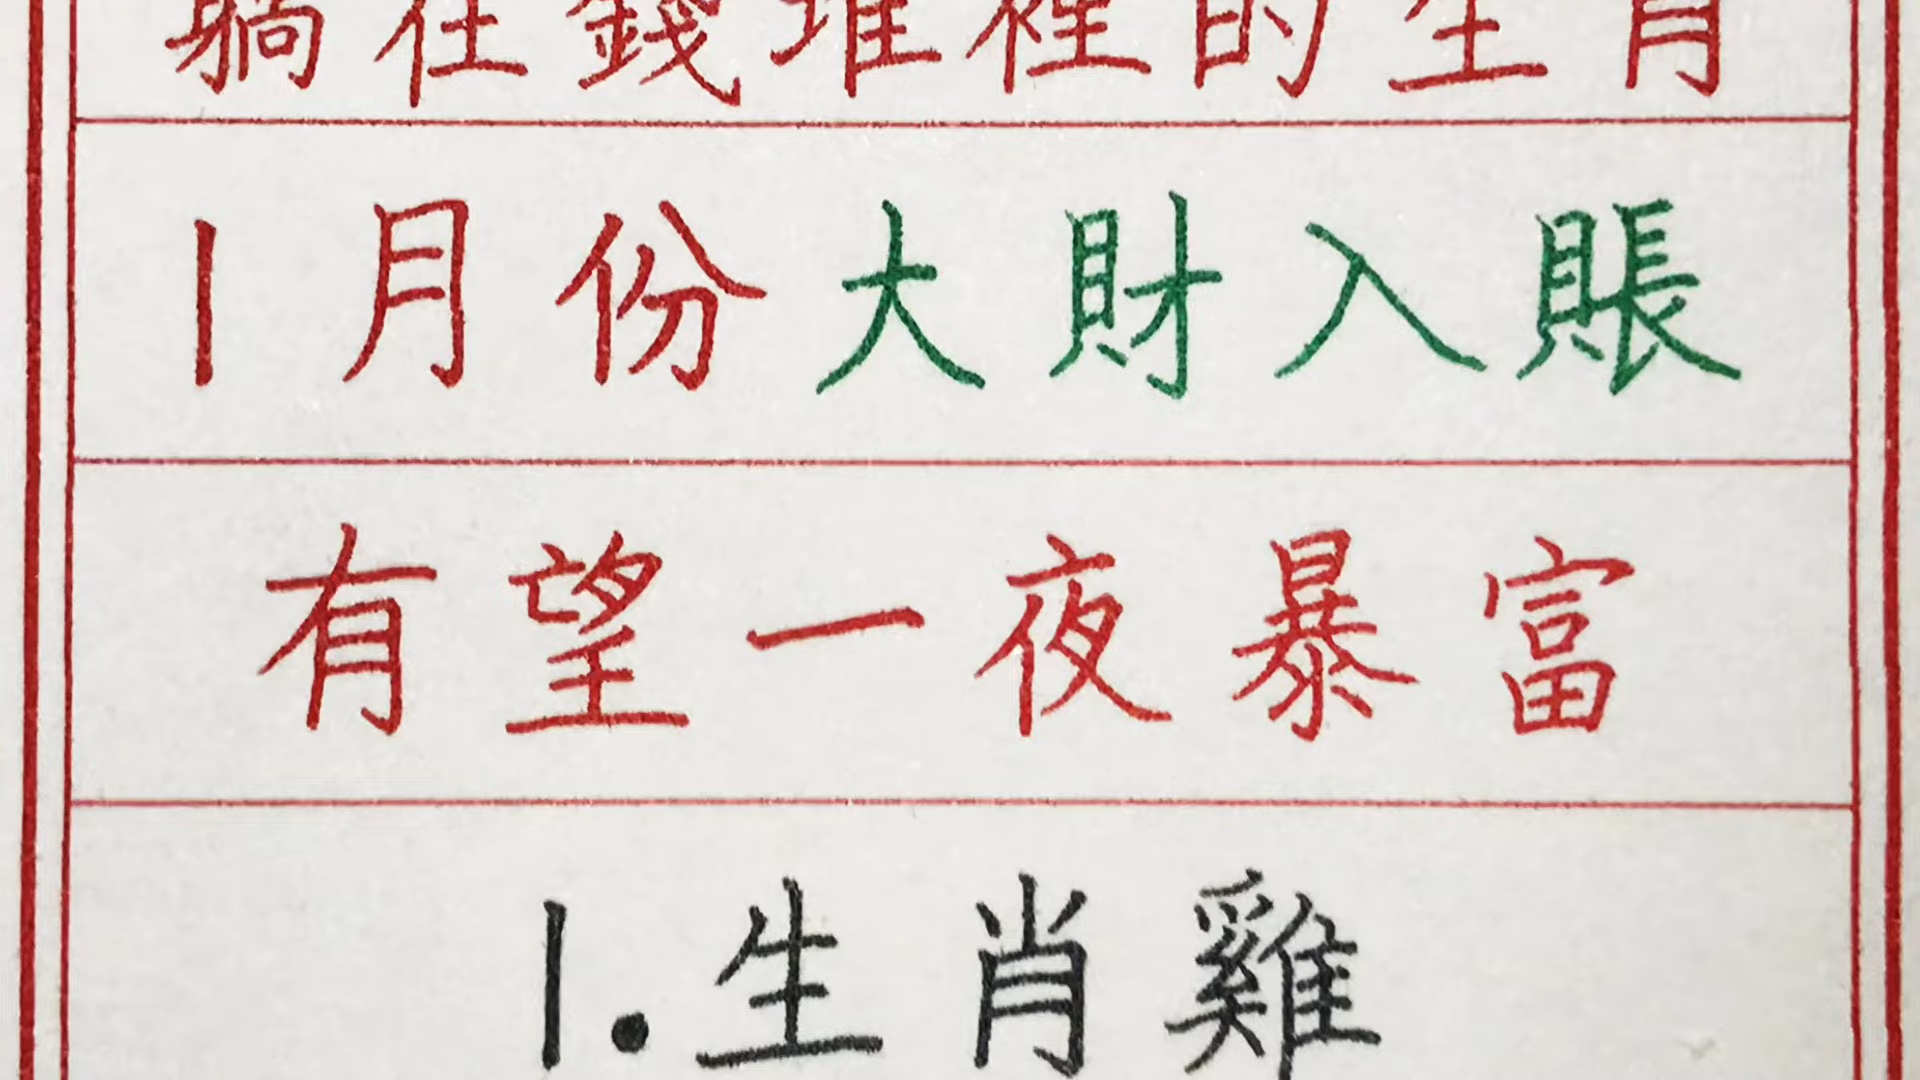 躺在錢堆裡的生肖
1月份大財入賬
有望一夜暴富
1.生肖雞